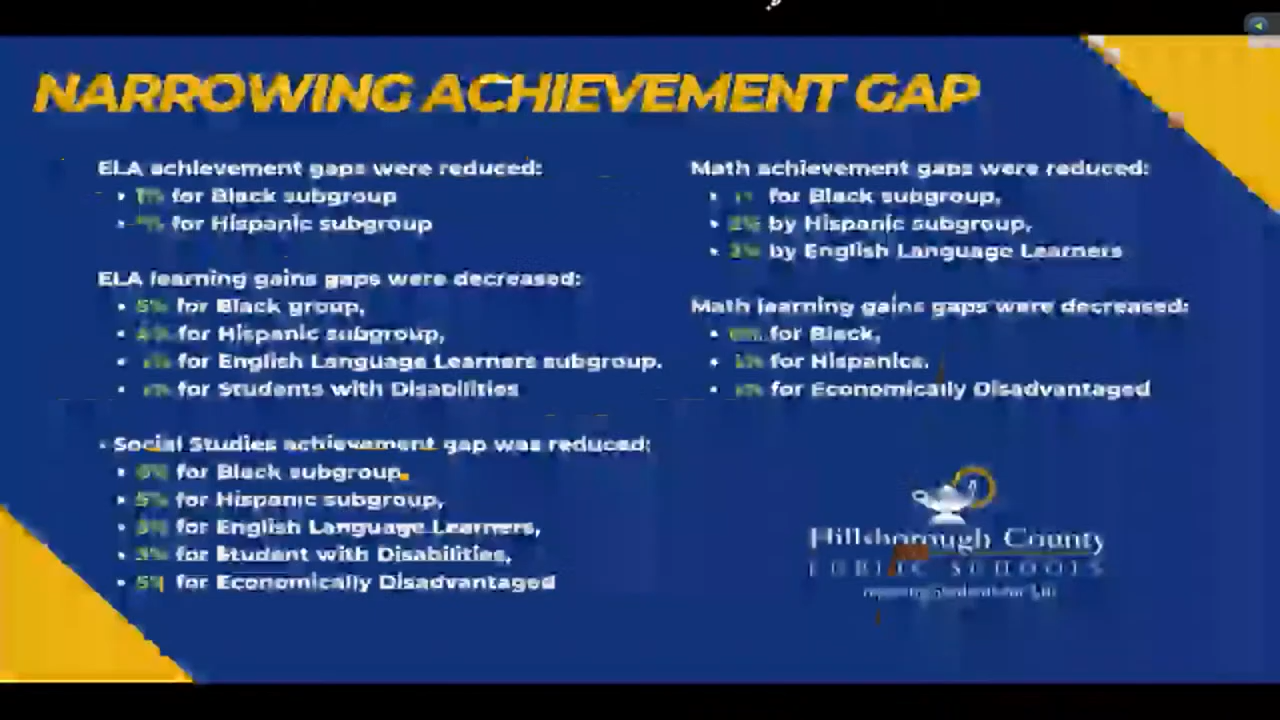 NARROWING ACHIEVEMENT GAP
ELA achievement gaps were reduced:
• 1% for Black subgroup
• for Hispanic subgroup
ELA learning gains gaps were decreased:
• 5% for Black group,
• for Hispanic subgroup,
• for English Language Learners subgroup.
• for Students with Disabilities
• Social Studies achievement gap was reduced:
• for Black subgroup,
• 5% for Hispanic subgroup,
• for English Language Learners,
• 3% for Student with Disabilities,
• 5% for Economically Disadvantaged
Math achievement gaps were reduced:
• for Black subgroup,
• 2% by Hispanic subgroup,
• by English Language Learners
Math learning gains gaps were decreased:
• for Black,
• for Hispanics.
• for Economically Disadvantaged
Hillsborough County
PUBLIC SCHOOLS